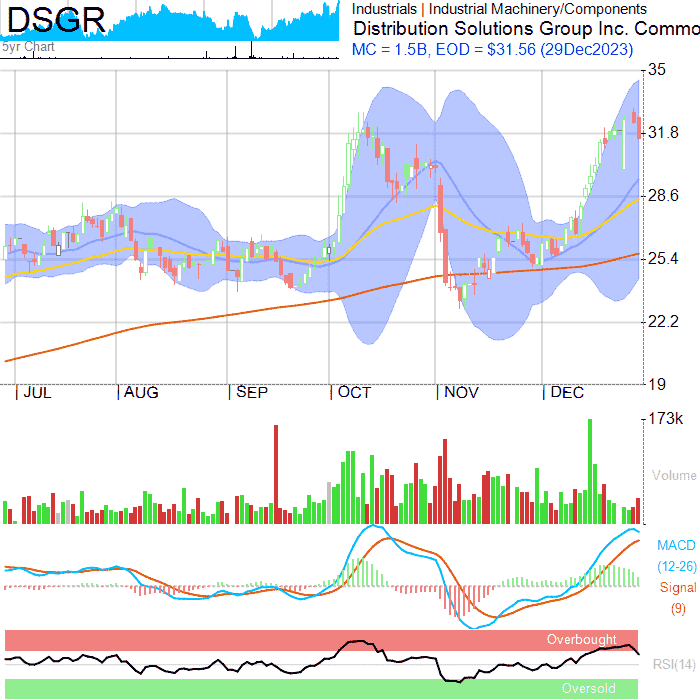 DSGR
5yr Chart
Industrials | Industrial Machinery/Components
Distribution Solutions Group Inc. Commo
MC = 1.5B, EOD = $31.56 (29Dec2023)
35
31.8
28.6
25.4
22.2
19
| JUL | AUG | SEP | OCT | NOV | DEC
173k
Volume
MACD
(12-26)
Signal
(9)
Overbought
RSI(14)
Oversold